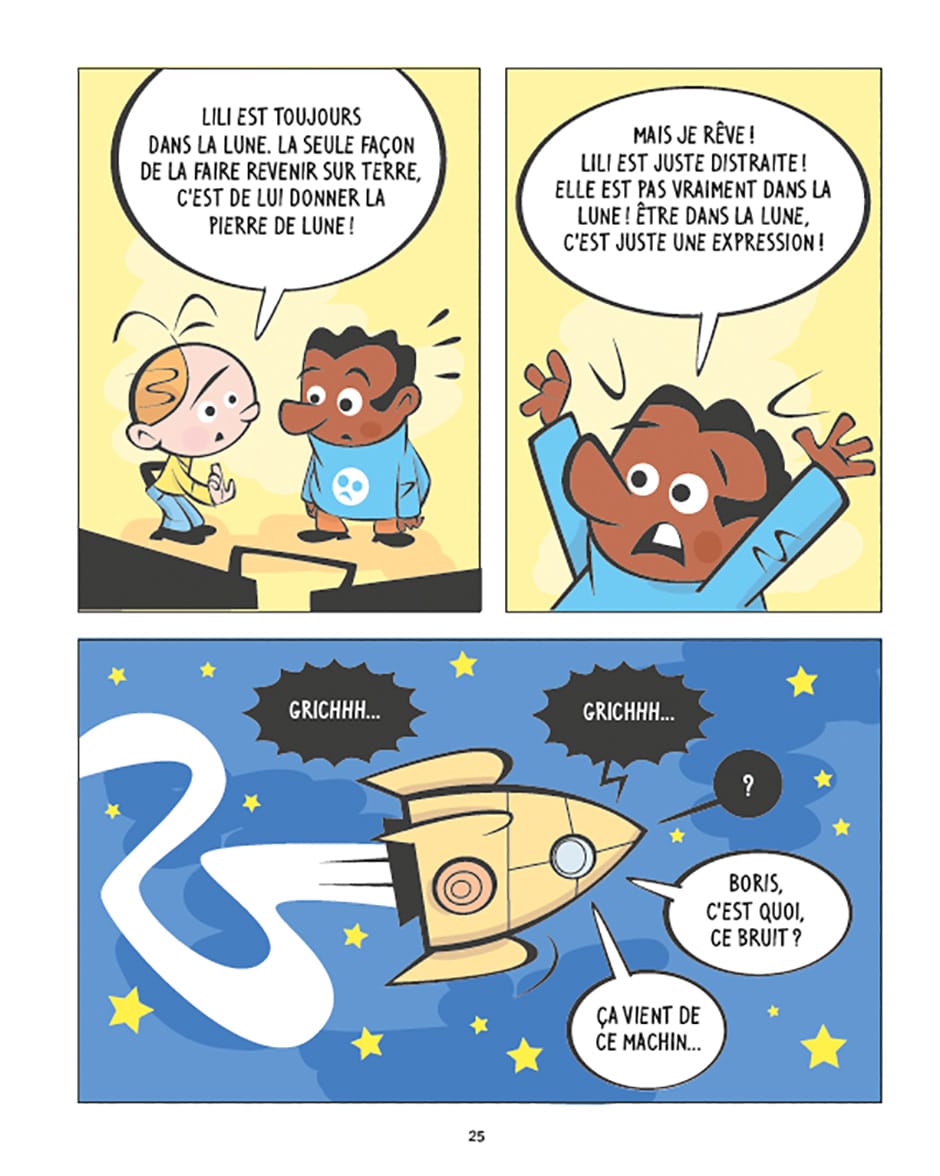 LILI EST TOUJOURS
DANS LA LUNE. LA SEULE FAÇON
DE LA FAIRE REVENIR SUR TERRE,
C'EST DE LUI DONNER LA
PIERRE DE LUNE !
MAIS JE RÊVE !
LILI EST JUSTE DISTRAITE !
ELLE EST PAS VRAIMENT DANS LA
LUNE ! ÊTRE DANS LA LUNE,
C'EST JUSTE UNE EXPRESSION !
GRICHHH...
GRICHHH...
?
BORIS,
C'EST QUOI,
CE BRUIT ?
ÇA VIENT DE
CE MACHIN...
25